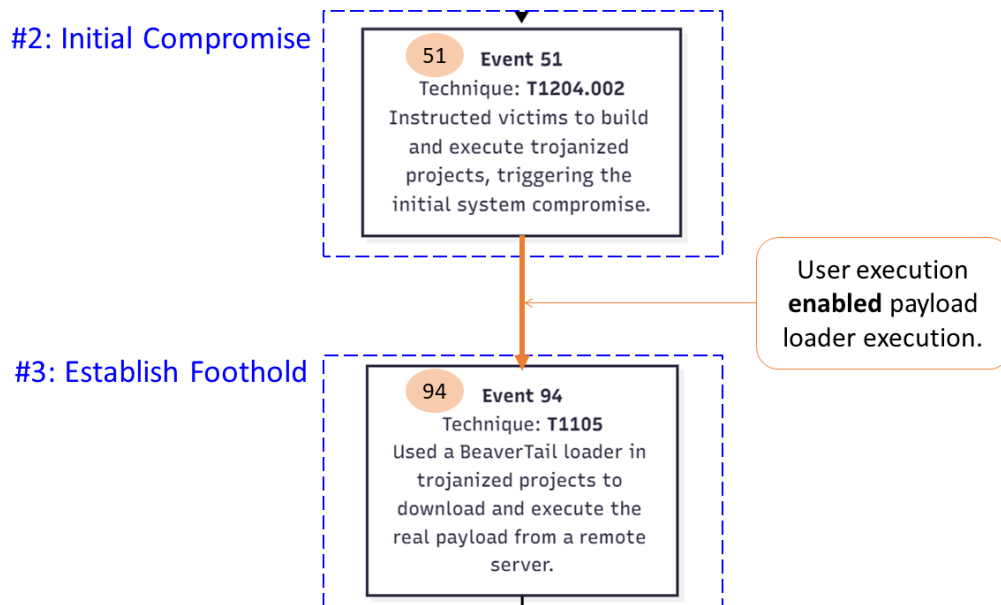 #2: Initial Compromise
51
Event 51
Technique: T1204.002
Instructed victims to build
and execute trojanized
projects, triggering the
initial system compromise.
User execution
enabled payload
loader execution.
#3: Establish Foothold
94
Event 94
Technique: T1105
Used a BeaverTail loader in
trojanized projects to
download and execute the
real payload from a remote
server.